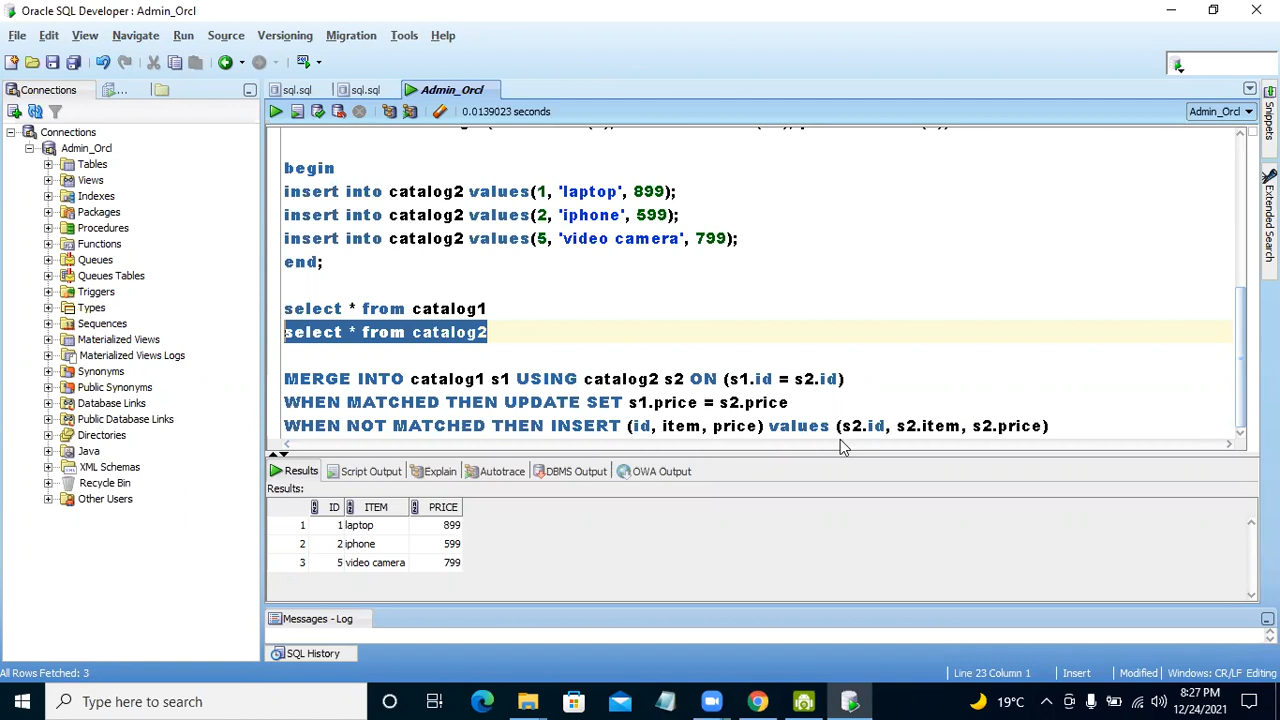 Oracle SQL Developer : Admin_Orcl
File Edit View Navigate Run Source Versioning Migration Tools Help
Connections
...
sql.sql
sql.sql
Admin_Orcl
0.0139023 seconds
Admin_Orcl
Snippets
Extension Search
Connections
Admin_Orcl
Tables
Views
Indexes
Packages
Procedures
Functions
Queues
Queues Tables
Triggers
Types
Sequences
Materialized Views
Materialized Views Logs
Synonyms
Public Synonyms
Database Links
Public Database Links
Directories
Java
XML Schemas
Recycle Bin
Other Users
begin
insert into catalog2 values(1, 'laptop', 899);
insert into catalog2 values(2, 'iphone', 599);
insert into catalog2 values(5, 'video camera', 799);
end;
select * from catalog1
select * from catalog2
MERGE INTO catalog1 s1 USING catalog2 s2 ON (s1.id = s2.id)
WHEN MATCHED THEN UPDATE SET s1.price = s2.price
WHEN NOT MATCHED THEN INSERT (id, item, price) values (s2.id, s2.item, s2.price)
Results Script Output Explain Autotrace DBMS Output OWA Output
Results:
ID ITEM PRICE
1 1 laptop 899
2 2 iphone 599
3 5 video camera 799
Messages - Log
SQL History
All Rows Fetched: 3
Line 23 Column 1 Insert Modified Windows: CR/LF Editing
Type here to search
19°C
8:27 PM
12/24/2021